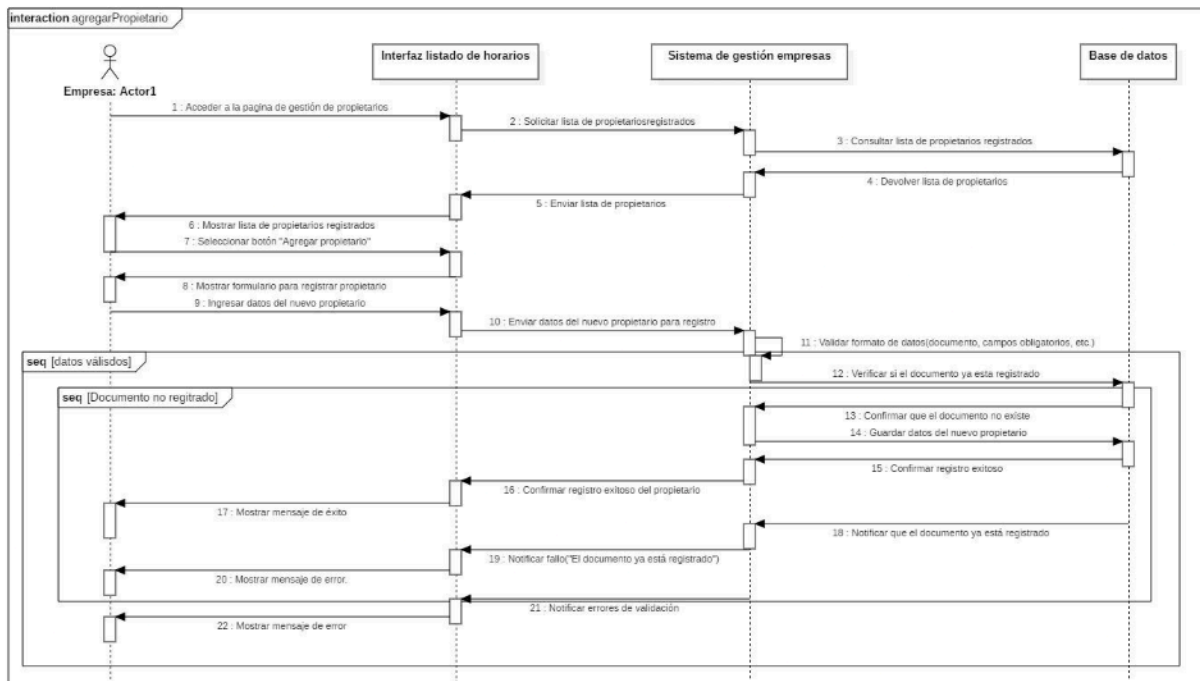 interaction agregarPropietario
Interfaz listado de horarios
Sistema de gestión empresas
Base de datos
Empresa: Actor1
1 : Acceder a la pagina de gestión de propietarios
2 : Solicitar lista de propietariosregistrados
3 : Consultar lista de propietarios registrados
4 : Devolver lista de propietarios
5 : Enviar lista de propietarios
6 : Mostrar lista de propietarios registrados
7 : Seleccionar botón "Agregar propietario"
8 : Mostrar formulario para registrar propietario
9 : Ingresar datos del nuevo propietario
10 : Enviar datos del nuevo propietario para registro
11 : Validar formato de datos(documento, campos obligatorios, etc.)
seq [datos válisdos]
12 : Verificar si el documento ya esta registrado
seq [Documento no regitrado]
13 : Confirmar que el documento no existe
14 : Guardar datos del nuevo propietario
15 : Confirmar registro exitoso
16 : Confirmar registro exitoso del propietario
17 : Mostrar mensaje de éxito
18 : Notificar que el documento ya está registrado
19 : Notificar fallo("El documento ya está registrado")
20 : Mostrar mensaje de error.
21 : Notificar errores de validación
22 : Mostrar mensaje de error